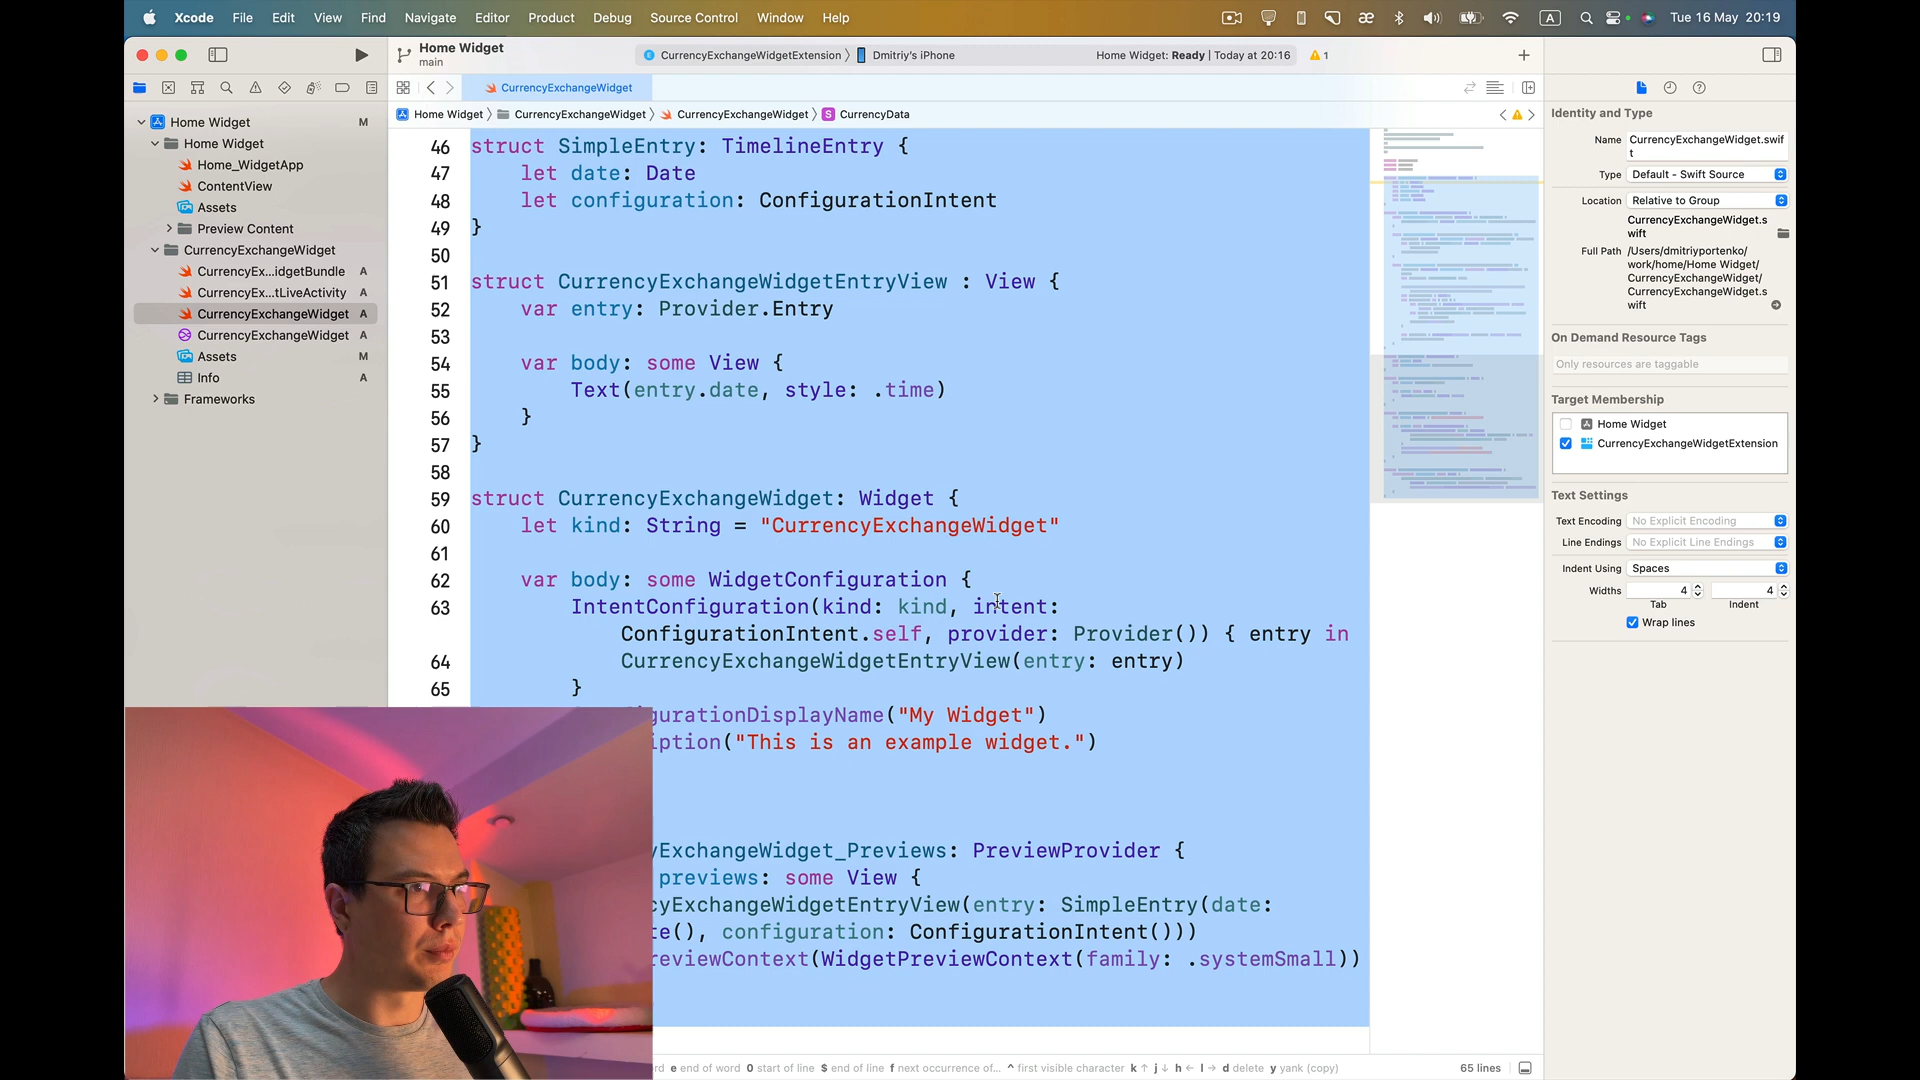 Xcode File Edit View Find Navigate Editor Product Debug Source Control Window Help
A Tue 16 May 20:19
Home Widget
main
CurrencyExchangeWidgetExtension Dmitriy's iPhone
Home Widget: Ready | Today at 20:16 1
CurrencyExchangeWidget
Home Widget CurrencyExchangeWidget CurrencyExchangeWidget S CurrencyData
Home Widget M
Home Widget
Home_WidgetApp
ContentView
Assets
Preview Content
CurrencyExchangeWidget
CurrencyEx...idgetBundle A
CurrencyEx...tLiveActivity A
CurrencyExchangeWidget A
CurrencyExchangeWidget A
Assets M
Info A
Frameworks
46 struct SimpleEntry: TimelineEntry {
47 let date: Date
48 let configuration: ConfigurationIntent
49 }
50
51 struct CurrencyExchangeWidgetEntryView : View {
52 var entry: Provider.Entry
53
54 var body: some View {
55 Text(entry.date, style: .time)
56 }
57 }
58
59 struct CurrencyExchangeWidget: Widget {
60 let kind: String = "CurrencyExchangeWidget"
61
62 var body: some WidgetConfiguration {
63 IntentConfiguration(kind: kind, intent:
ConfigurationIntent.self, provider: Provider()) { entry in
64 CurrencyExchangeWidgetEntryView(entry: entry)
65 }
igurationDisplayName("My Widget")
iption("This is an example widget.")
yExchangeWidget_Previews: PreviewProvider {
previews: some View {
cyExchangeWidgetEntryView(entry: SimpleEntry(date:
te(), configuration: ConfigurationIntent()))
reviewContext(WidgetPreviewContext(family: .systemSmall))
rd e end of word 0 start of line $ end of line f next occurrence of... ^ first visible character k ↑ j ↓ h ← l → d delete y yank (copy)
65 lines
Identity and Type
Name CurrencyExchangeWidget.swif
t
Type Default - Swift Source
Location Relative to Group
CurrencyExchangeWidget.s
wift
Full Path /Users/dmitriyportenko/
work/home/Home Widget/
CurrencyExchangeWidget/
CurrencyExchangeWidget.s
wift
On Demand Resource Tags
Only resources are taggable
Target Membership
Home Widget
CurrencyExchangeWidgetExtension
Text Settings
Text Encoding No Explicit Encoding
Line Endings No Explicit Line Endings
Indent Using Spaces
Widths 4 4
Tab Indent
Wrap lines